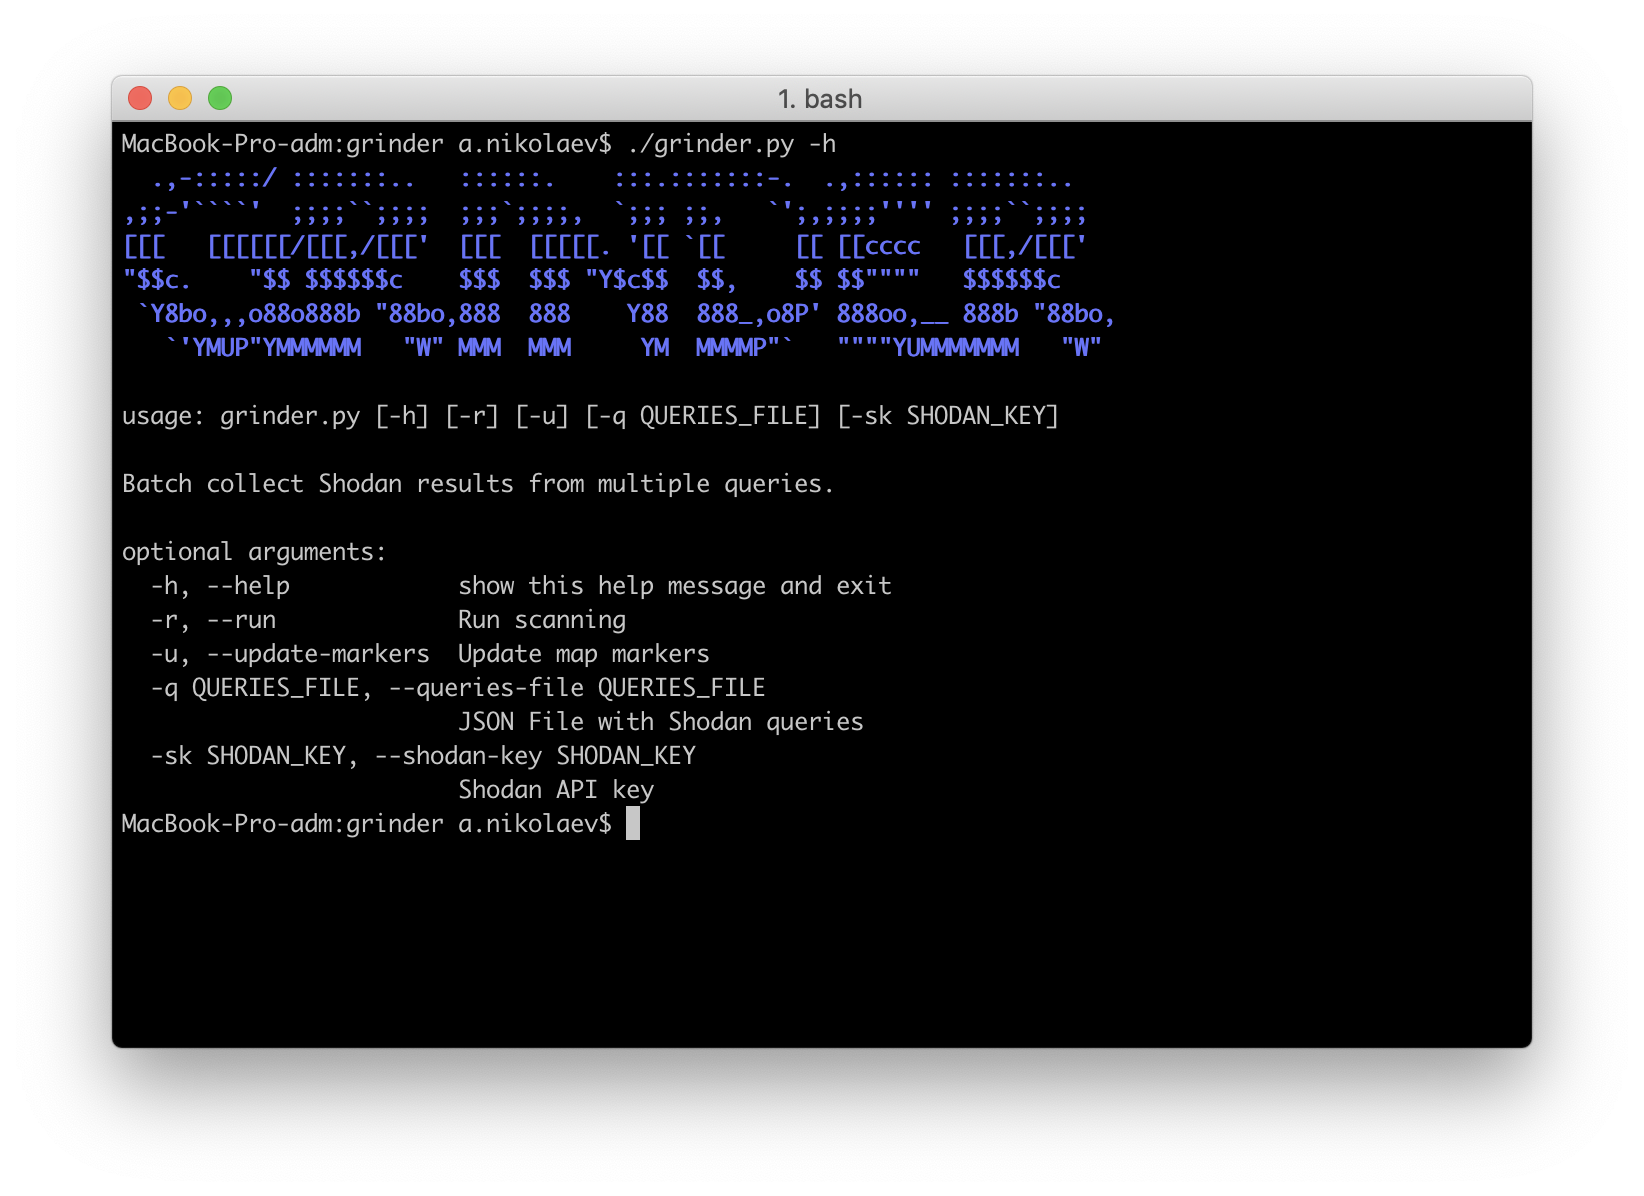 1. bash
MacBook-Pro-adm:grinder a.nikolaev$ ./grinder.py -h
  .,-:::::/ :::::::..   ::::::.    :::.:::::::-.  .,:::::: :::::::..
,;;-'````'  ;;;;``;;;;  ;;;`;;;;,  `;;; ;;,   `';,;;;;'''' ;;;;``;;;;
[[[   [[[[[[/[[[,/[[['  [[[  [[[[[. '[[ `[[     [[ [[cccc   [[[,/[[['
"$$c.    "$$ $$$$$$c    $$$  $$$ "Y$c$$  $$,    $$ $$""""   $$$$$$c
 `Y8bo,,,o88o888b "88bo,888  888    Y88  888_,o8P' 888oo,__ 888b "88bo,
   `'YMUP"YMMMMMM   "W" MMM  MMM     YM  MMMMP"`   """"YUMMMMMMM   "W"
usage: grinder.py [-h] [-r] [-u] [-q QUERIES_FILE] [-sk SHODAN_KEY]
Batch collect Shodan results from multiple queries.
optional arguments:
  -h, --help            show this help message and exit
  -r, --run             Run scanning
  -u, --update-markers  Update map markers
  -q QUERIES_FILE, --queries-file QUERIES_FILE
                        JSON File with Shodan queries
  -sk SHODAN_KEY, --shodan-key SHODAN_KEY
                        Shodan API key
MacBook-Pro-adm:grinder a.nikolaev$